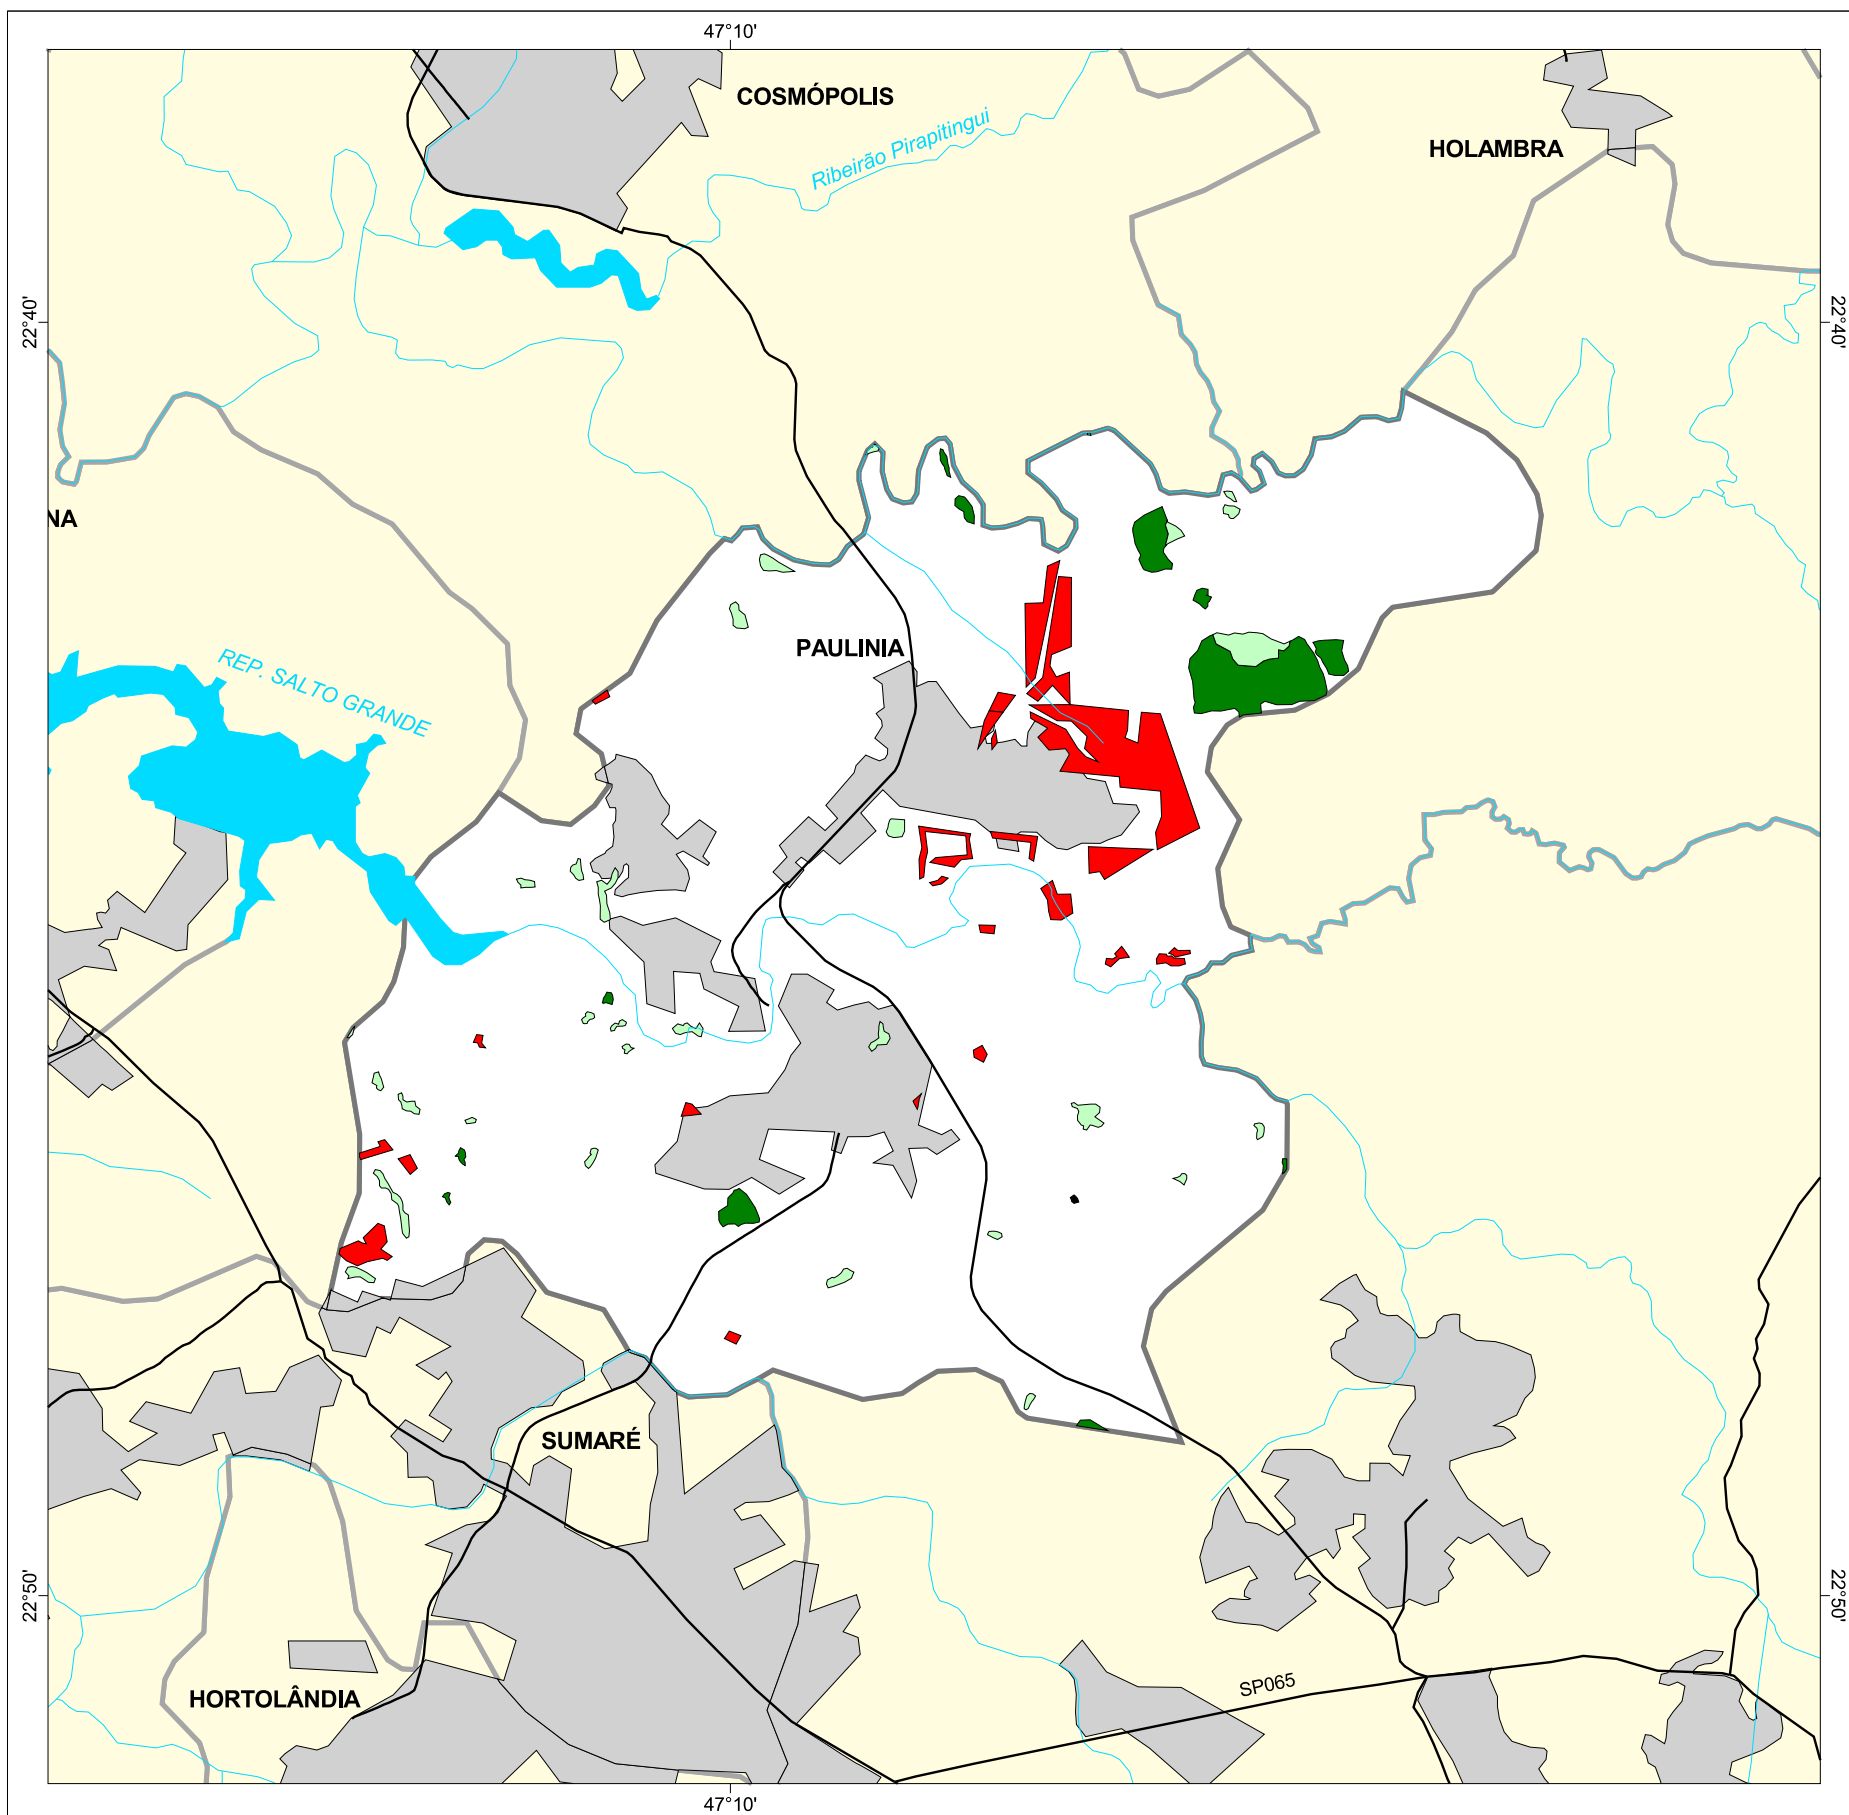 47°10'
COSMÓPOLIS
Ribeirão Pirapitingui
HOLAMBRA
22°40'
22°40'
NA
PAULINIA
REP. SALTO GRANDE
SUMARÉ
22°50'
22°50'
HORTOLÂNDIA
SP065
47°10'